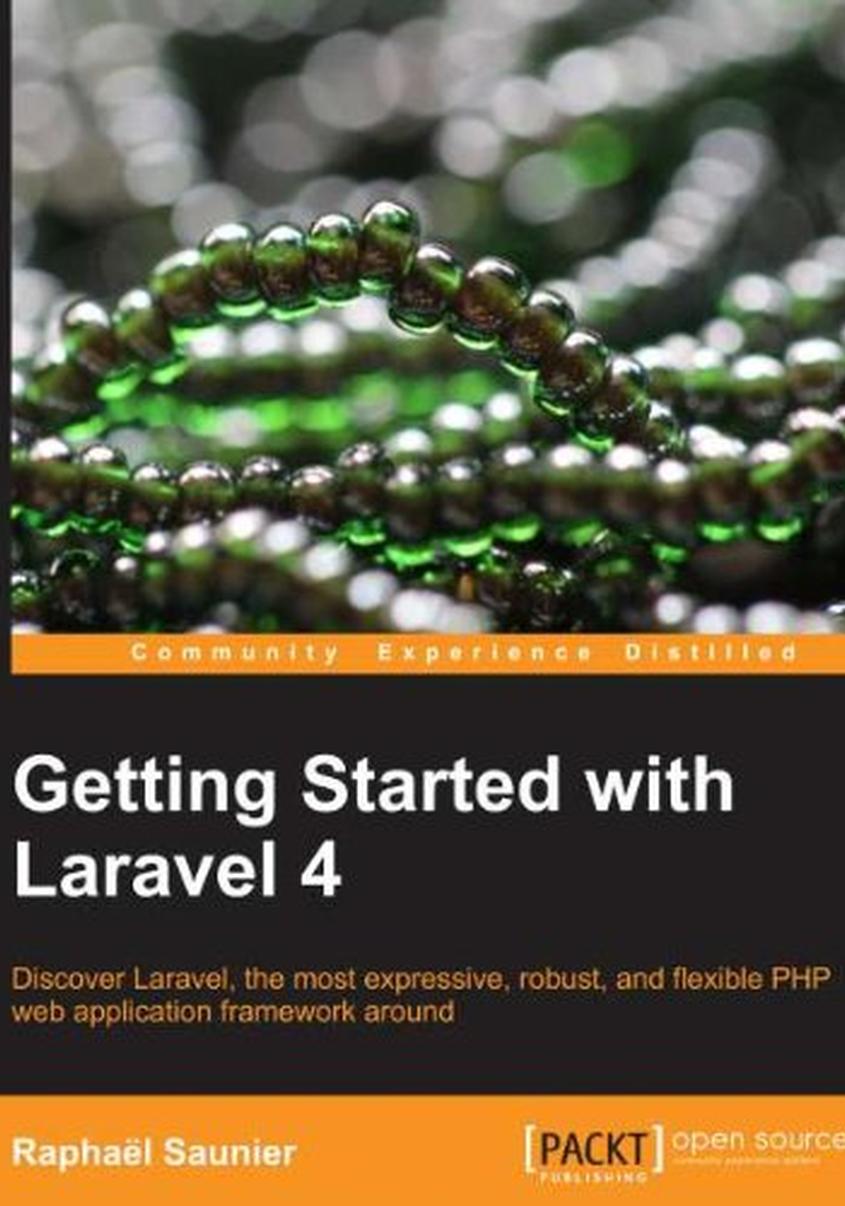 Community Experience Distilled
Getting Started with
Laravel 4
Discover Laravel, the most expressive, robust, and flexible PHP
web application framework around
Raphaël Saunier
[PACKT] open source
PUBLISHING